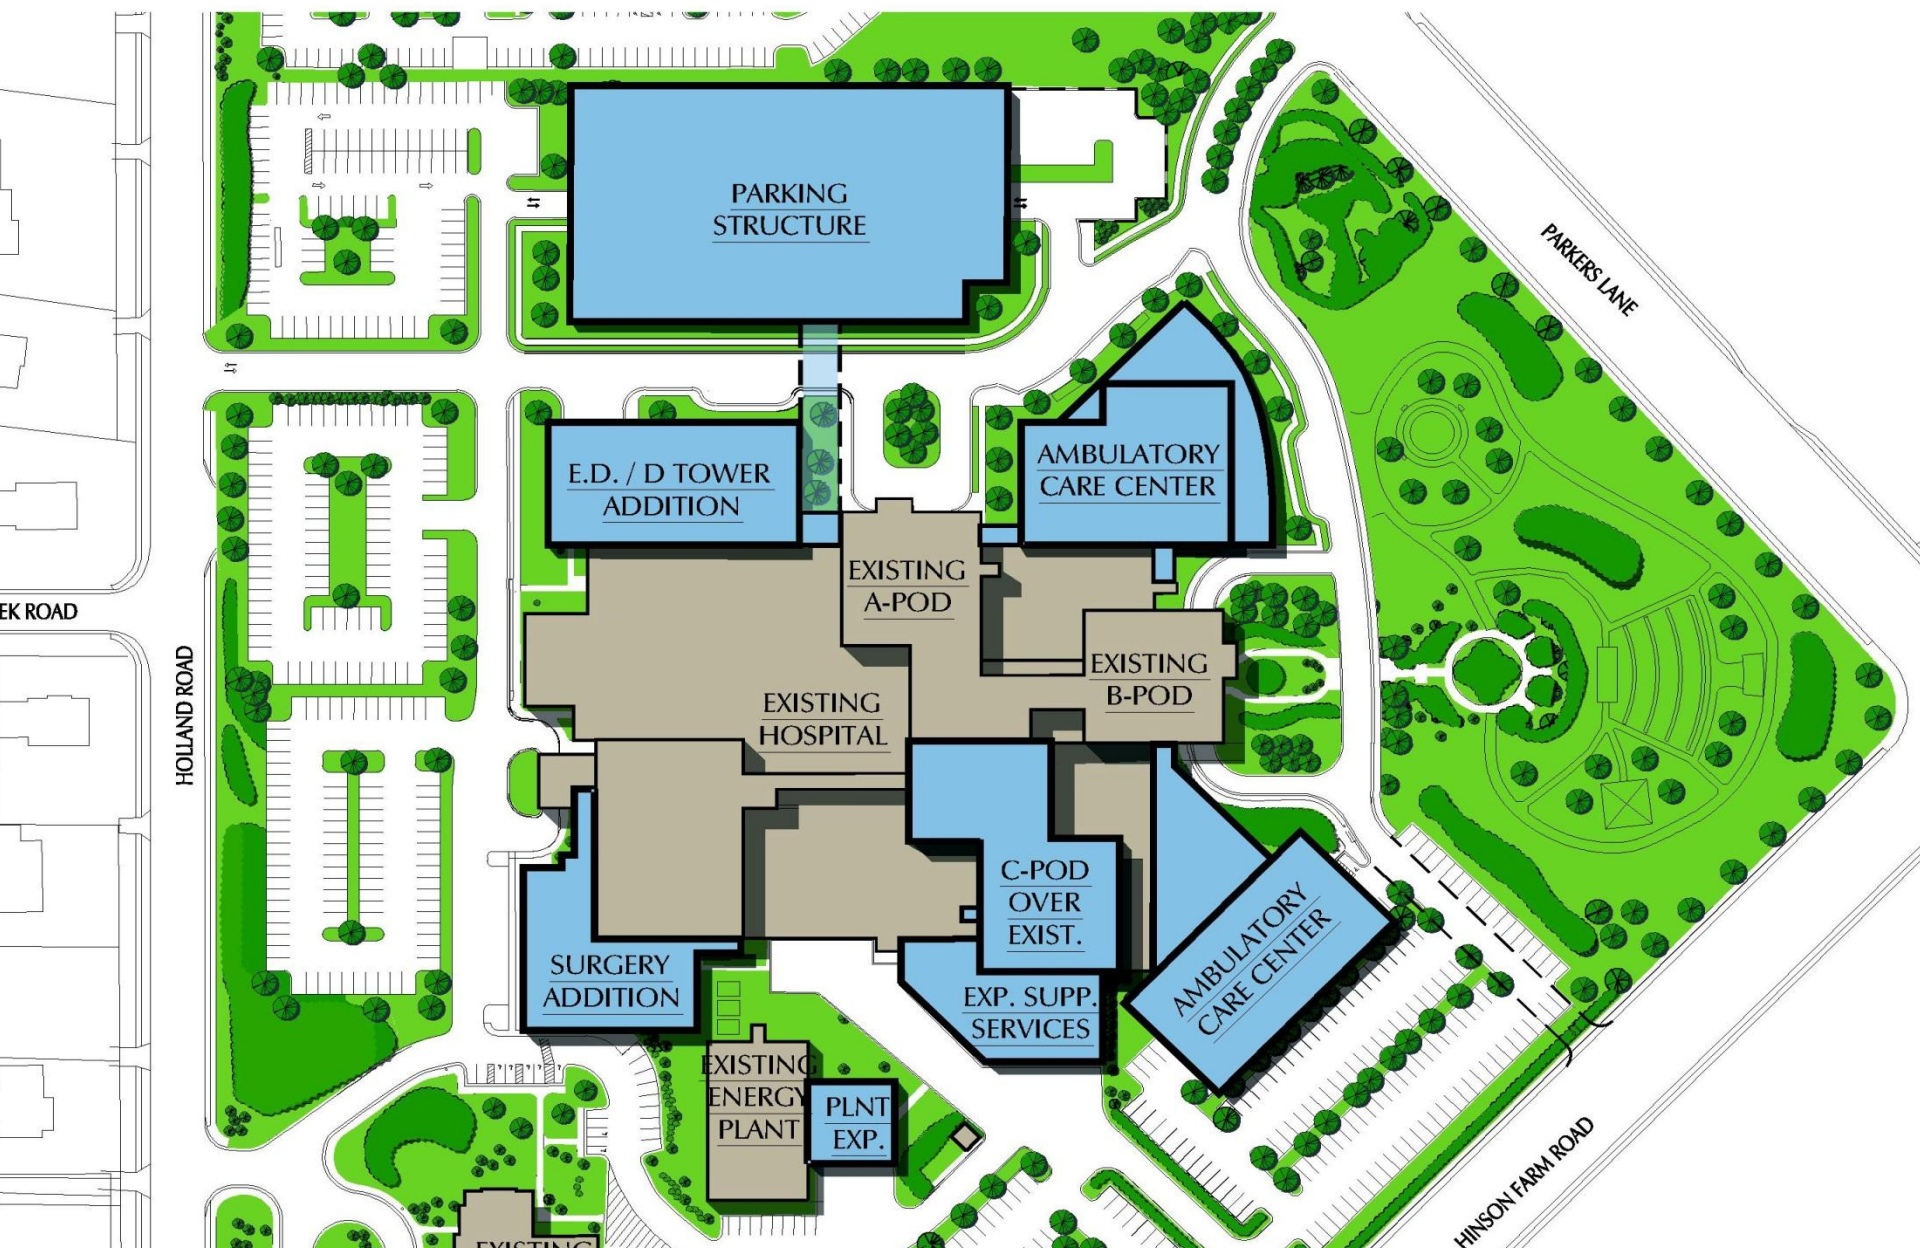 PARKING
STRUCTURE
PARKERS LANE
E.D. / D TOWER
ADDITION
AMBULATORY
CARE CENTER
EXISTING
A-POD
EK ROAD
HOLLAND ROAD
EXISTING
HOSPITAL
EXISTING
B-POD
C-POD
OVER
EXIST.
AMBULATORY
CARE CENTER
SURGERY
ADDITION
EXP. SUPP.
SERVICES
EXISTING
ENERGY
PLANT
PLNT
EXP.
HINSON FARM ROAD
EXISTING